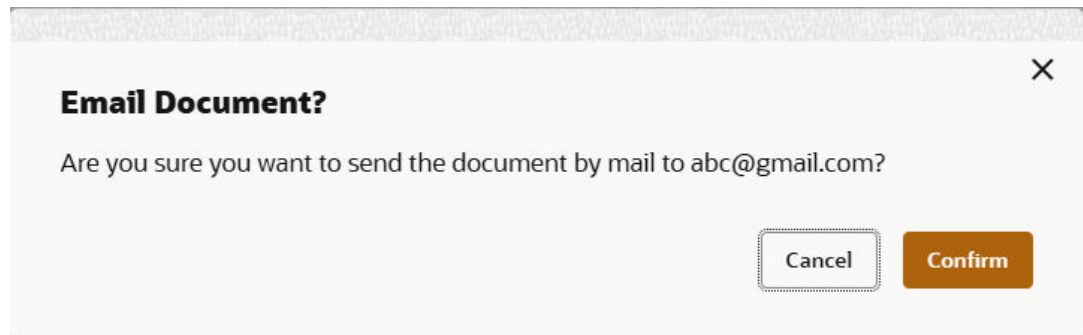 Email Document?
Are you sure you want to send the document by mail to abc@gmail.com?
Cancel Confirm